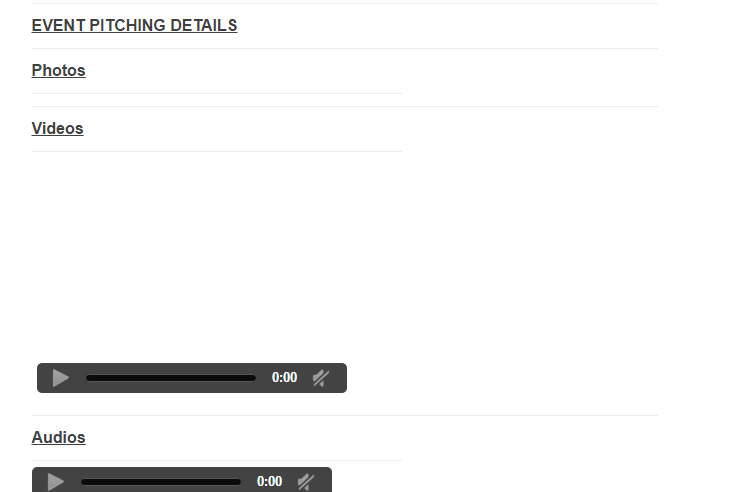 EVENT PITCHING DETAILS
Photos
Videos
0:00
Audios
0:00